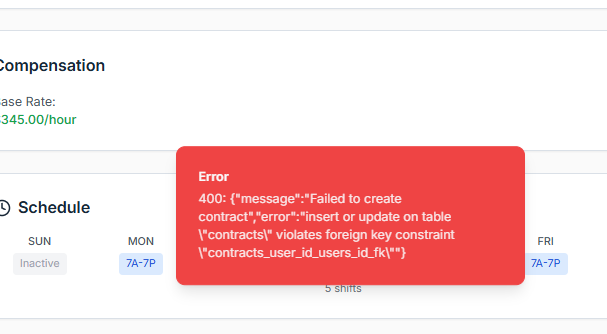 Compensation
ase Rate:
$345.00/hour
Error
400: {"message":"Failed to create
contract","error":"insert or update on table
\"contracts\" violates foreign key constraint
\"contracts_user_id_users_id_fk\""}
Schedule
SUN
MON
FRI
Inactive
7A-7P
7A-7P
5 shifts